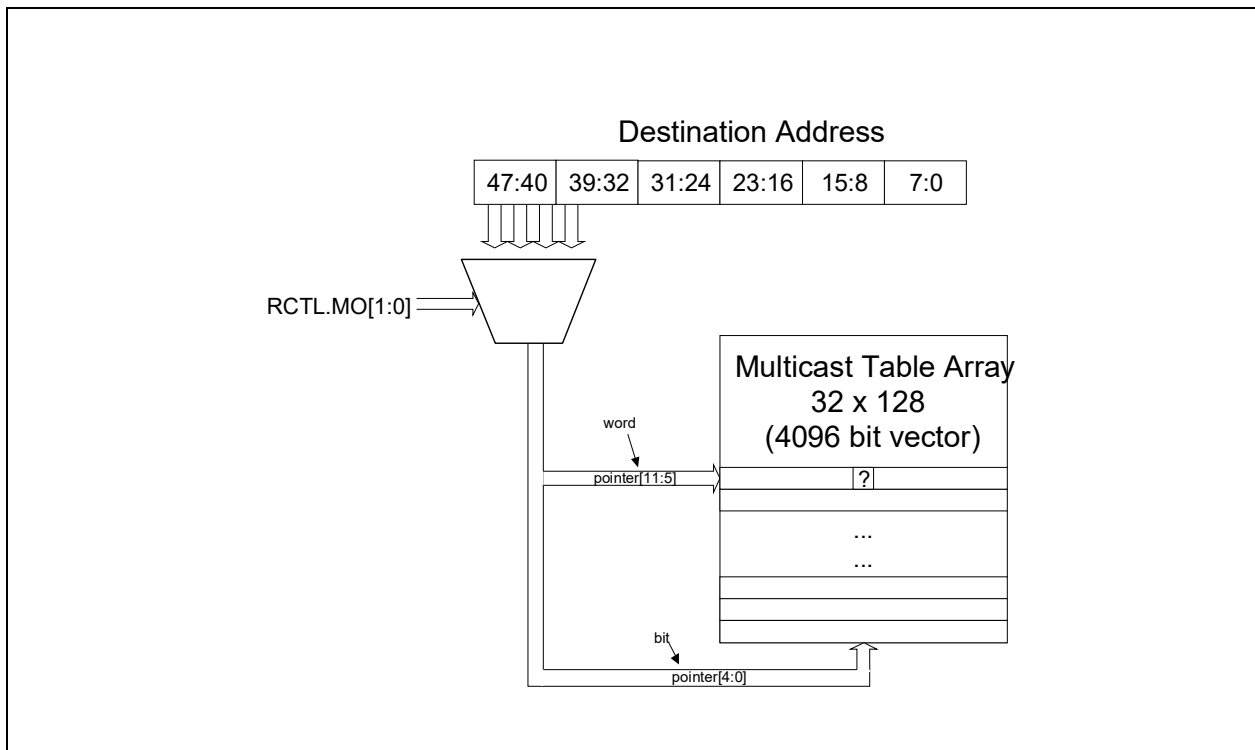 Destination Address
47:40 39:32 31:24 23:16 15:8 7:0
RCTL.MO[1:0]
Multicast Table Array
32 x 128
(4096 bit vector)
word
pointer[11:5]
?
...
...
bit
pointer[4:0]